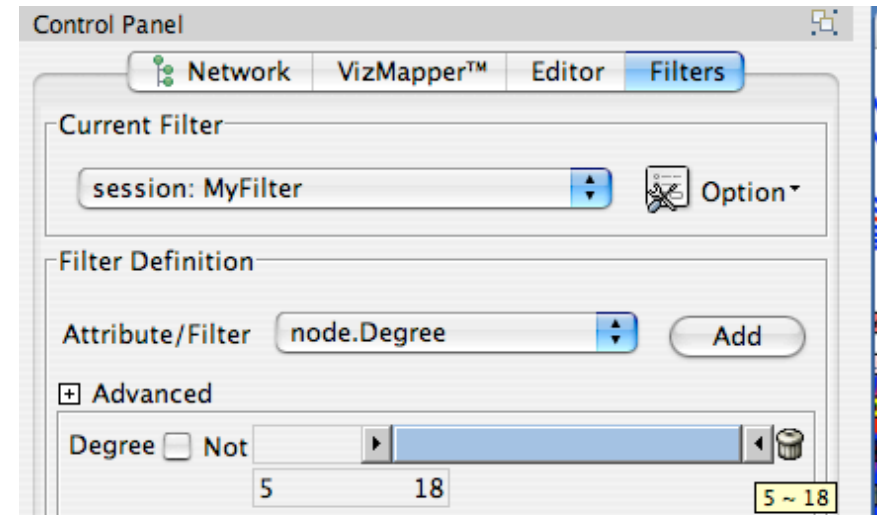 Control Panel
Network VizMapper™ Editor Filters
Current Filter
session: MyFilter Option
Filter Definition
Attribute/Filter node.Degree Add
Advanced
Degree Not
5 18
5 ~ 18